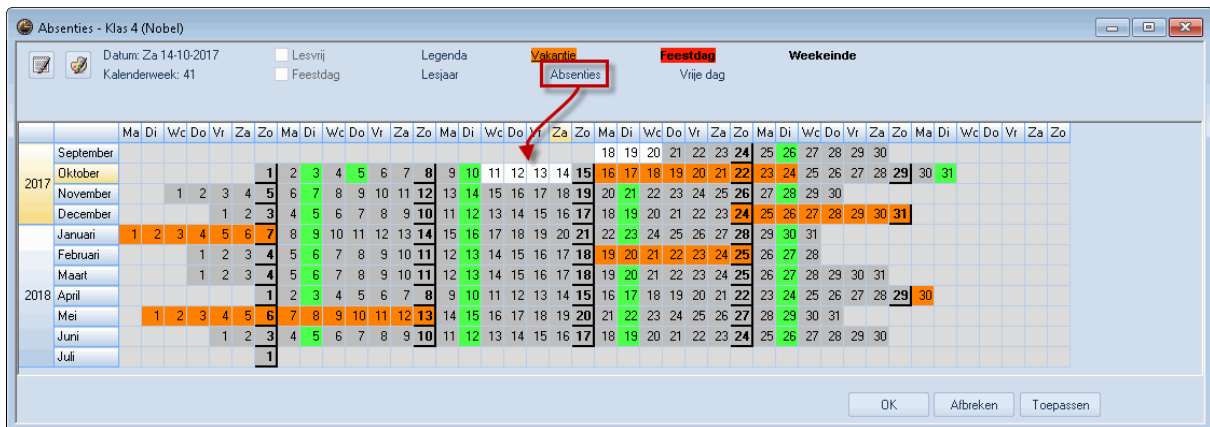 Absenties - Klas 4 (Nobel)
Datum: Za 14-10-2017 Lesvrij Legenda Vakantie Feestdag Weekeinde
Kalenderweek: 41 Feestdag Lesjaar Absenties Vrije dag
Ma Di Wo Do Vr Za Zo Ma Di Wo Do Vr Za Zo Ma Di Wo Do Vr Za Zo Ma Di Wo Do Vr Za Zo Ma Di Wo Do Vr Za Zo Ma Di Wo Do Vr Za Zo
September 18 19 20 21 22 23 24 25 26 27 28 29 30
2017 Oktober 1 2 3 4 5 6 7 8 9 10 11 12 13 14 15 16 17 18 19 20 21 22 23 24 25 26 27 28 29 30 31
November 1 2 3 4 5 6 7 8 9 10 11 12 13 14 15 16 17 18 19 20 21 22 23 24 25 26 27 28 29 30
December 1 2 3 4 5 6 7 8 9 10 11 12 13 14 15 16 17 18 19 20 21 22 23 24 25 26 27 28 29 30 31
Januari 1 2 3 4 5 6 7 8 9 10 11 12 13 14 15 16 17 18 19 20 21 22 23 24 25 26 27 28 29 30 31
Februari 1 2 3 4 5 6 7 8 9 10 11 12 13 14 15 16 17 18 19 20 21 22 23 24 25 26 27 28
Maart 1 2 3 4 5 6 7 8 9 10 11 12 13 14 15 16 17 18 19 20 21 22 23 24 25 26 27 28 29 30 31
2018 April 1 2 3 4 5 6 7 8 9 10 11 12 13 14 15 16 17 18 19 20 21 22 23 24 25 26 27 28 29 30
Mei 1 2 3 4 5 6 7 8 9 10 11 12 13 14 15 16 17 18 19 20 21 22 23 24 25 26 27 28 29 30 31
Juni 1 2 3 4 5 6 7 8 9 10 11 12 13 14 15 16 17 18 19 20 21 22 23 24 25 26 27 28 29 30
Juli 1
OK Afbreken Toepassen